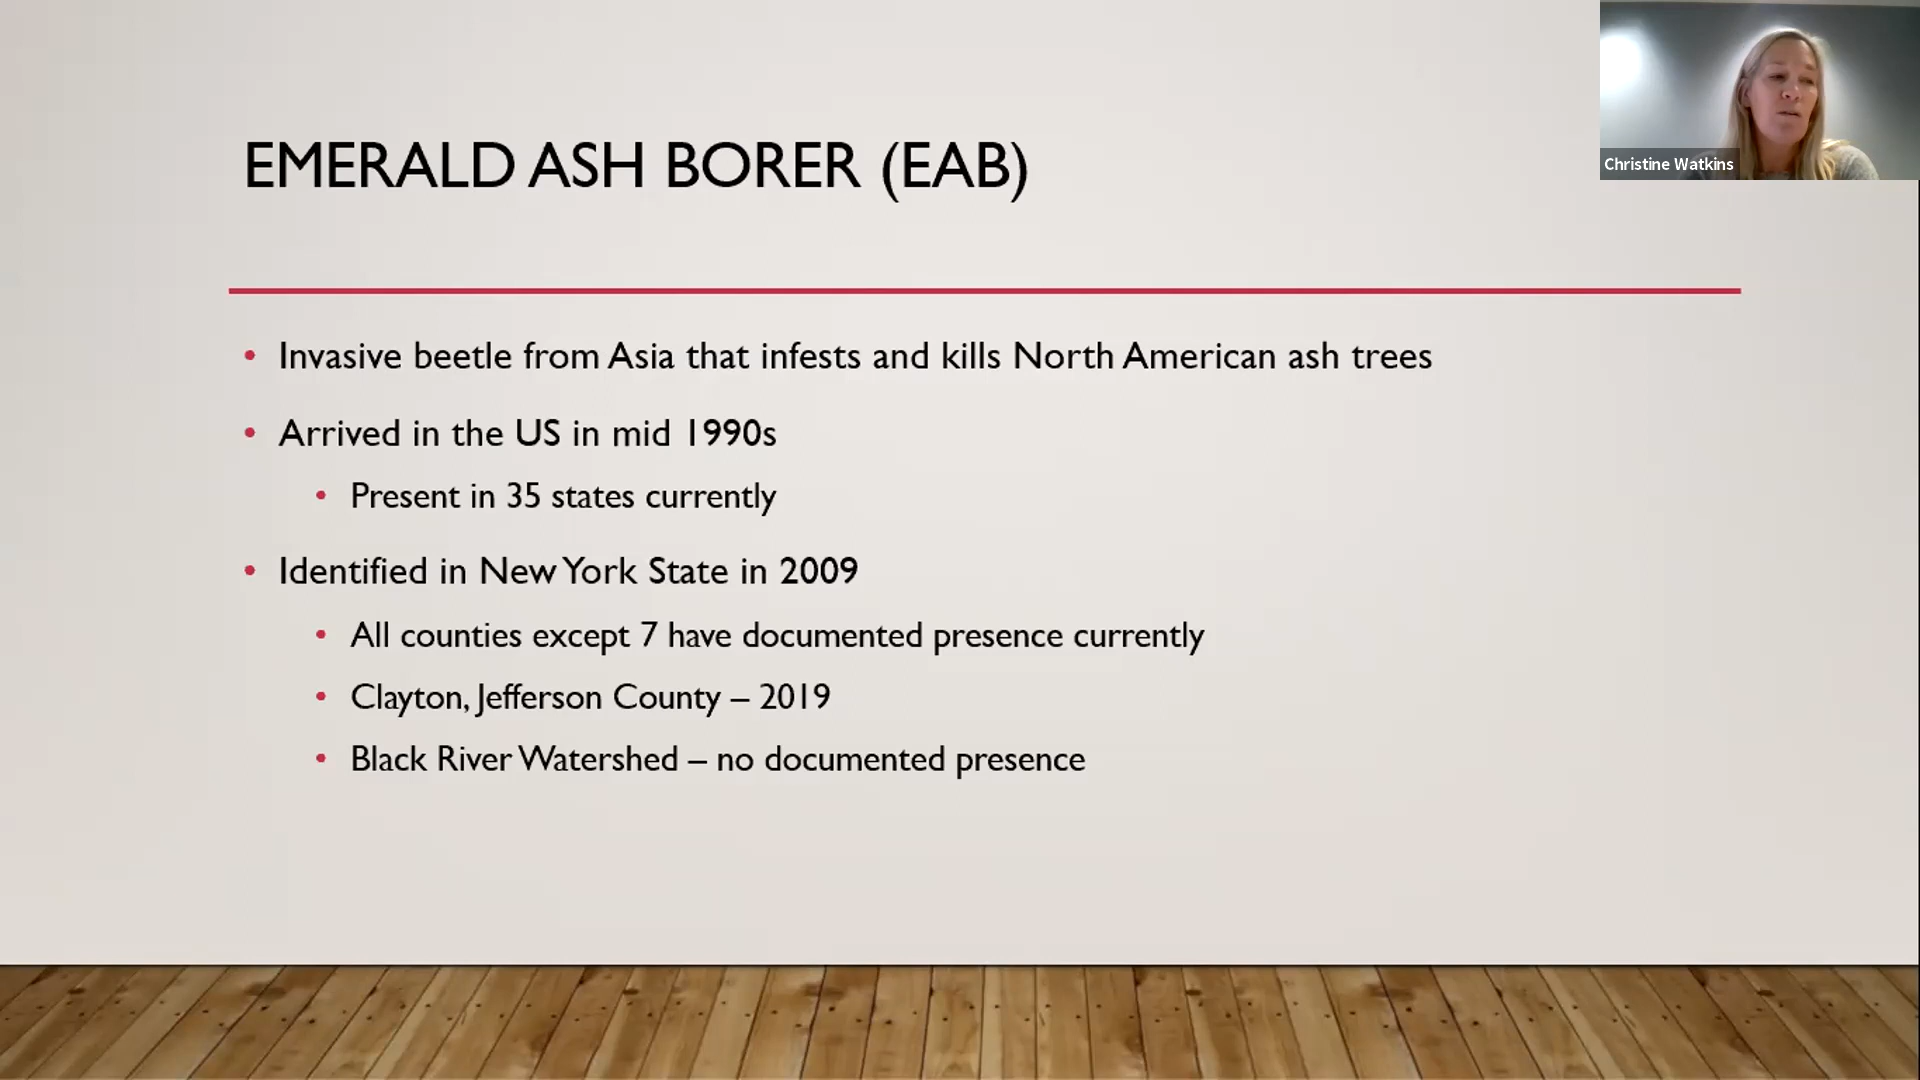 EMERALD ASH BORER (EAB)
Christine Watkins
• Invasive beetle from Asia that infests and kills North American ash trees
• Arrived in the US in mid 1990s
• Present in 35 states currently
• Identified in New York State in 2009
• All counties except 7 have documented presence currently
• Clayton, Jefferson County – 2019
• Black River Watershed – no documented presence